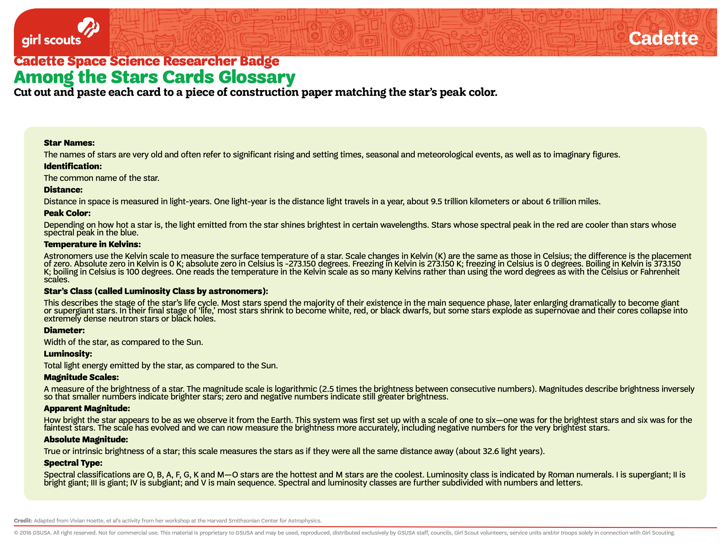 girl scouts
Cadette
Cadette Space Science Researcher Badge
Among the Stars Cards Glossary
Cut out and paste each card to a piece of construction paper matching the star's peak color.
Star Names:
The names of stars are very old and often refer to significant rising and setting times, seasonal and meteorological events, as well as to imaginary figures.
Identification:
The common name of the star.
Distance:
Distance in space is measured in light-years. One light-year is the distance light travels in a year, about 9.5 trillion kilometers or about 6 trillion miles.
Peak Color:
Depending on how hot a star is, the light emitted from the star shines brightest in certain wavelengths. Stars whose spectral peak in the red are cooler than stars whose
spectral peak in the blue.
Temperature in Kelvins:
Astronomers use the Kelvin scale to measure the surface temperature of a star. Scale changes in Kelvin (K) are the same as those in Celsius; the difference is the placement
of zero. Absolute zero in Kelvin is 0 K; absolute zero in Celsius is -273.150 degrees. Freezing in Kelvin is 273.150 K; freezing in Celsius is 0 degrees. Boiling in Kelvin is 373.150
K; boiling in Celsius is 100 degrees. One reads the temperature in the Kelvin scale as so many Kelvins rather than using the word degrees as with the Celsius or Fahrenheit
scales.
Star's Class (called Luminosity Class by astronomers):
This describes the stage of the star's life cycle. Most stars spend the majority of their existence in the main sequence phase, later enlarging dramatically to become giant
or supergiant stars. In their final stage of 'life,' most stars shrink to become white, red, or black dwarfs, but some stars explode as supernovae and their cores collapse into
extremely dense neutron stars or black holes.
Diameter:
Width of the star, as compared to the Sun.
Luminosity:
Total light energy emitted by the star, as compared to the Sun.
Magnitude Scales:
A measure of the brightness of a star. The magnitude scale is logarithmic (2.5 times the brightness between consecutive numbers). Magnitudes describe brightness inversely
so that smaller numbers indicate brighter stars; zero and negative numbers indicate still greater brightness.
Apparent Magnitude:
How bright the star appears to be as we observe it from the Earth. This system was first set up with a scale of one to six—one was for the brightest stars and six was for the
faintest stars. The scale has evolved and we can now measure the brightness more accurately, including negative numbers for the very brightest stars.
Absolute Magnitude:
True or intrinsic brightness of a star; this scale measures the stars as if they were all the same distance away (about 32.6 light years).
Spectral Type:
Spectral classifications are O, B, A, F, G, K and M—O stars are the hottest and M stars are the coolest. Luminosity class is indicated by Roman numerals. I is supergiant; II is
bright giant; III is giant; IV is subgiant; and V is main sequence. Spectral and luminosity classes are further subdivided with numbers and letters.
Credit: Adapted from Vivian Hoette, et al's activity from her workshop at the Harvard Smithsonian Center for Astrophysics.
© 2016 GSUSA. All right reserved. Not for commercial use. This material is proprietary to GSUSA and may be used, reproduced, distributed exclusively by GSUSA staff, councils, GIrl Scout volunteers, service units and/or troops solely in connection with Girl Scouting.